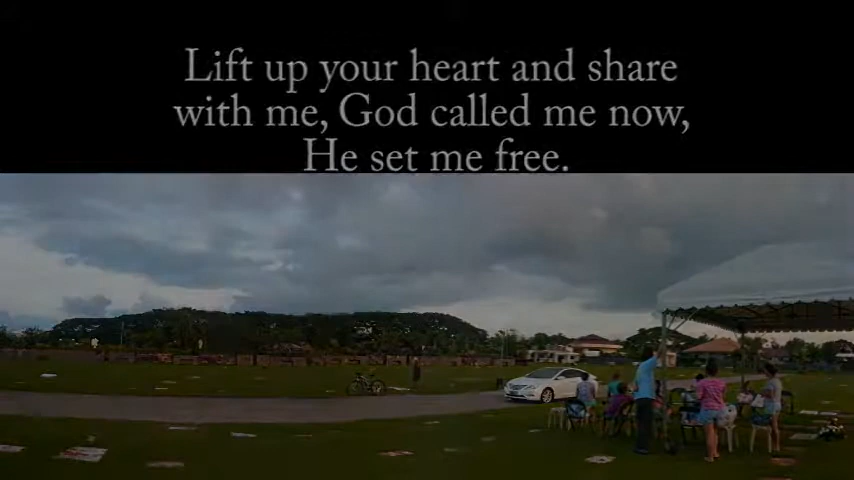 Lift up your heart and share
with me, God called me now,
He set me free.